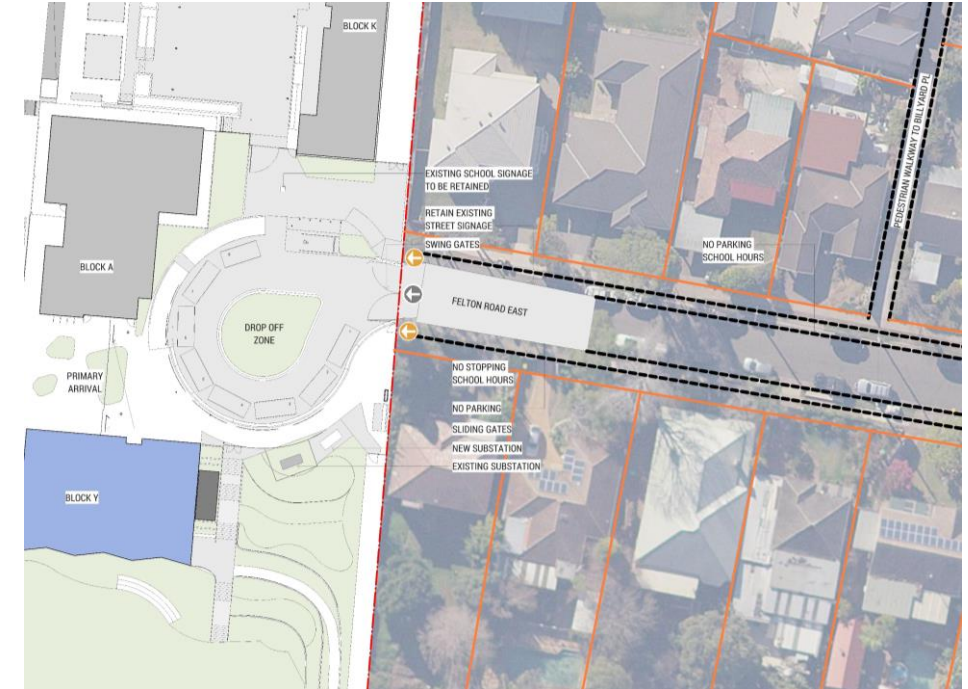 BLOCK K
EXISTING SCHOOL SIGNAGE
TO BE RETAINED
RETAIN EXISTING
STREET SIGNAGE
SWING GATES
NO PARKING
SCHOOL HOURS
PEDESTRIAN WALKWAY TO BILLYARD PL
BLOCK A
FELTON ROAD EAST
DROP OFF
ZONE
PRIMARY
ARRIVAL
NO STOPPING
SCHOOL HOURS
NO PARKING
SLIDING GATES
NEW SUBSTATION
EXISTING SUBSTATION
BLOCK Y